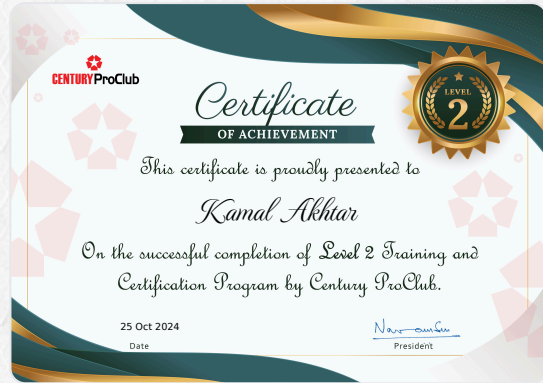 CENTURY ProClub
Certificate
OF ACHIEVEMENT
LEVEL
2
This certificate is proudly presented to
Kamal Akhtar
On the successful completion of Level 2 Training and
Certification Program by Century ProClub.
25 Oct 2024
Date
President